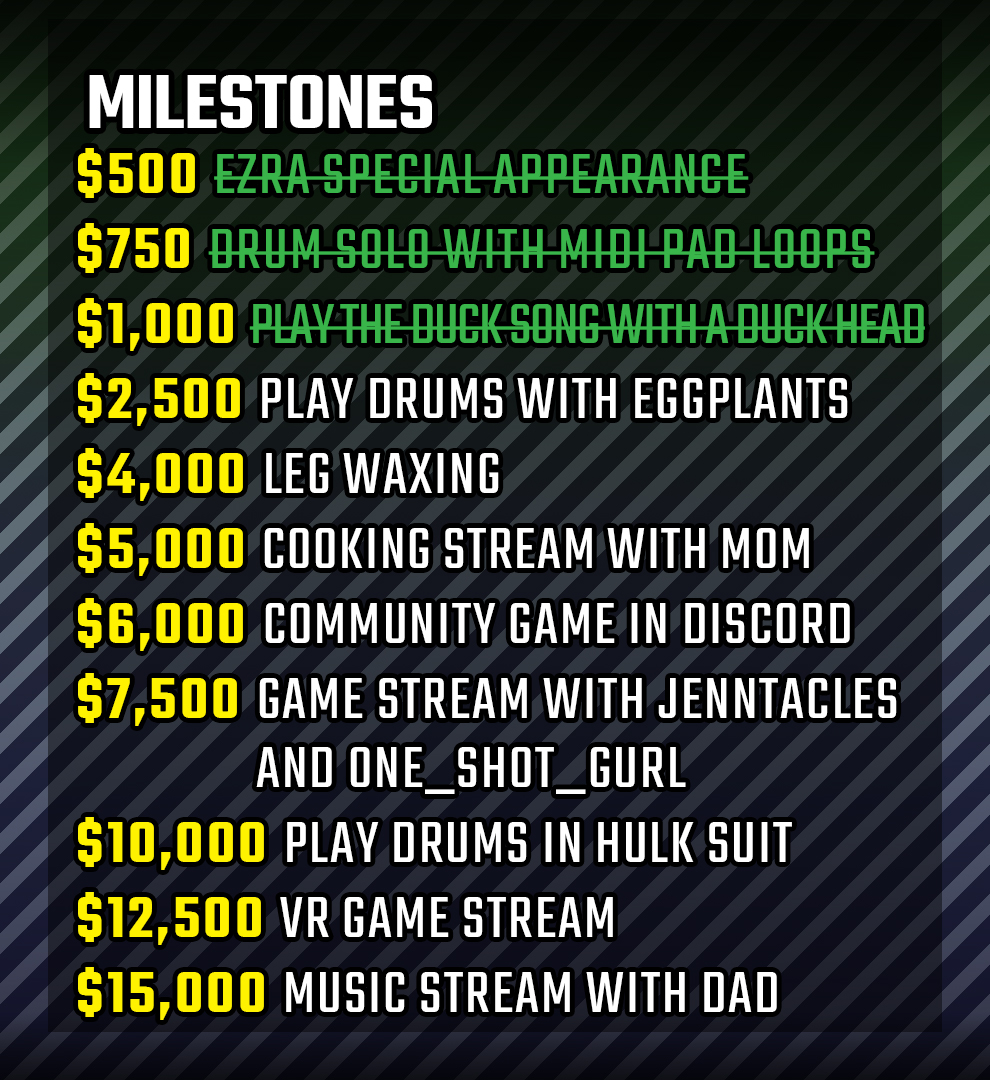 MILESTONES
$500 EZRA SPECIAL APPEARANCE
$750 DRUM SOLO WITH MIDI PAD LOOPS
$1,000 PLAY THE DUCK SONG WITH A DUCK HEAD
$2,500 PLAY DRUMS WITH EGGPLANTS
$4,000 LEG WAXING
$5,000 COOKING STREAM WITH MOM
$6,000 COMMUNITY GAME IN DISCORD
$7,500 GAME STREAM WITH JENNTACLES
AND ONE_SHOT_GURL
$10,000 PLAY DRUMS IN HULK SUIT
$12,500 VR GAME STREAM
$15,000 MUSIC STREAM WITH DAD